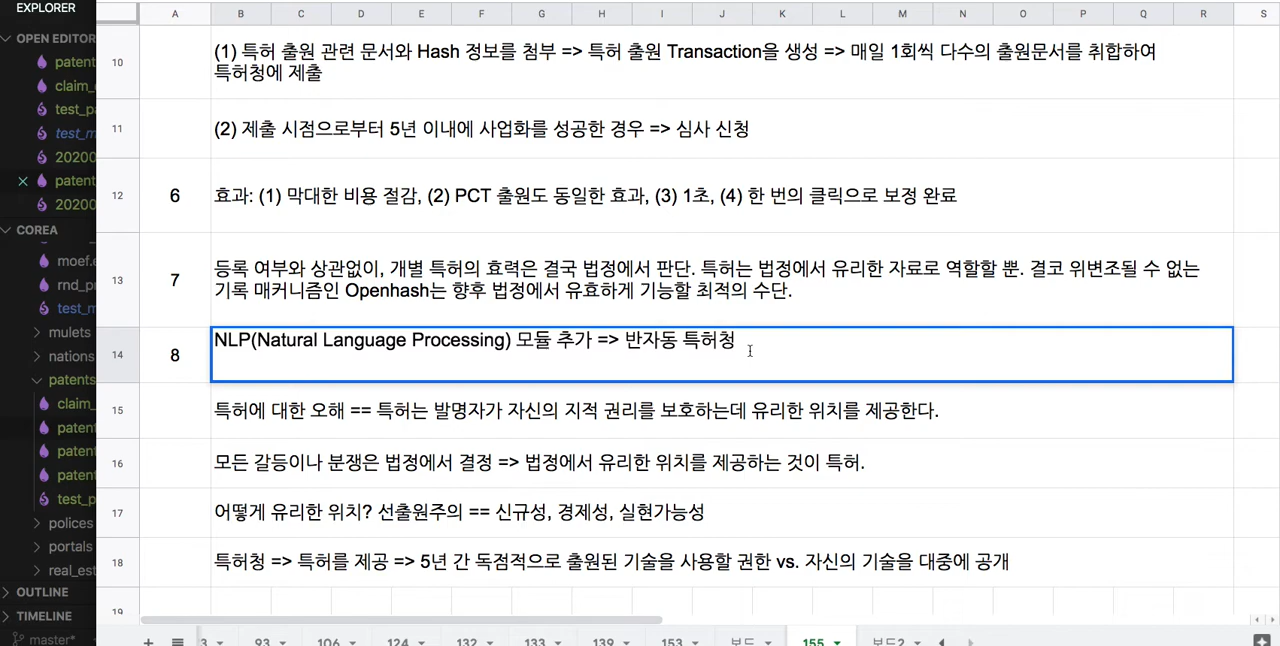 EXPLORER
OPEN EDITOR
patent
claim_
test_p
test_m
20200
patent
20200
COREA
moef.e
rnd_p
test_m
mulets
nations
patents
claim_
patent
patent
patent
test_p
polices
portals
real_est
OUTLINE
TIMELINE
master*
A B C D E F G H I J K L M N O P Q R S
10 (1) 특허 출원 관련 문서와 Hash 정보를 첨부 => 특허 출원 Transaction을 생성 => 매일 1회씩 다수의 출원문서를 취합하여
특허청에 제출
11 (2) 제출 시점으로부터 5년 이내에 사업화를 성공한 경우 => 심사 신청
12 6 효과: (1) 막대한 비용 절감, (2) PCT 출원도 동일한 효과, (3) 1초, (4) 한 번의 클릭으로 보정 완료
13 7 등록 여부와 상관없이, 개별 특허의 효력은 결국 법정에서 판단. 특허는 법정에서 유리한 자료로 역할할 뿐. 결코 위변조될 수 없는
기록 매커니즘인 Openhash는 향후 법정에서 유효하게 기능할 최적의 수단.
14 8 NLP(Natural Language Processing) 모듈 추가 => 반자동 특허청
15 특허에 대한 오해 == 특허는 발명자가 자신의 지적 권리를 보호하는데 유리한 위치를 제공한다.
16 모든 갈등이나 분쟁은 법정에서 결정 => 법정에서 유리한 위치를 제공하는 것이 특허.
17 어떻게 유리한 위치? 선출원주의 == 신규성, 경제성, 실현가능성
18 특허청 => 특허를 제공 => 5년 간 독점적으로 출원된 기술을 사용할 권한 vs. 자신의 기술을 대중에 공개
19
3 93 106 124 132 133 139 153 보드 155 보드2